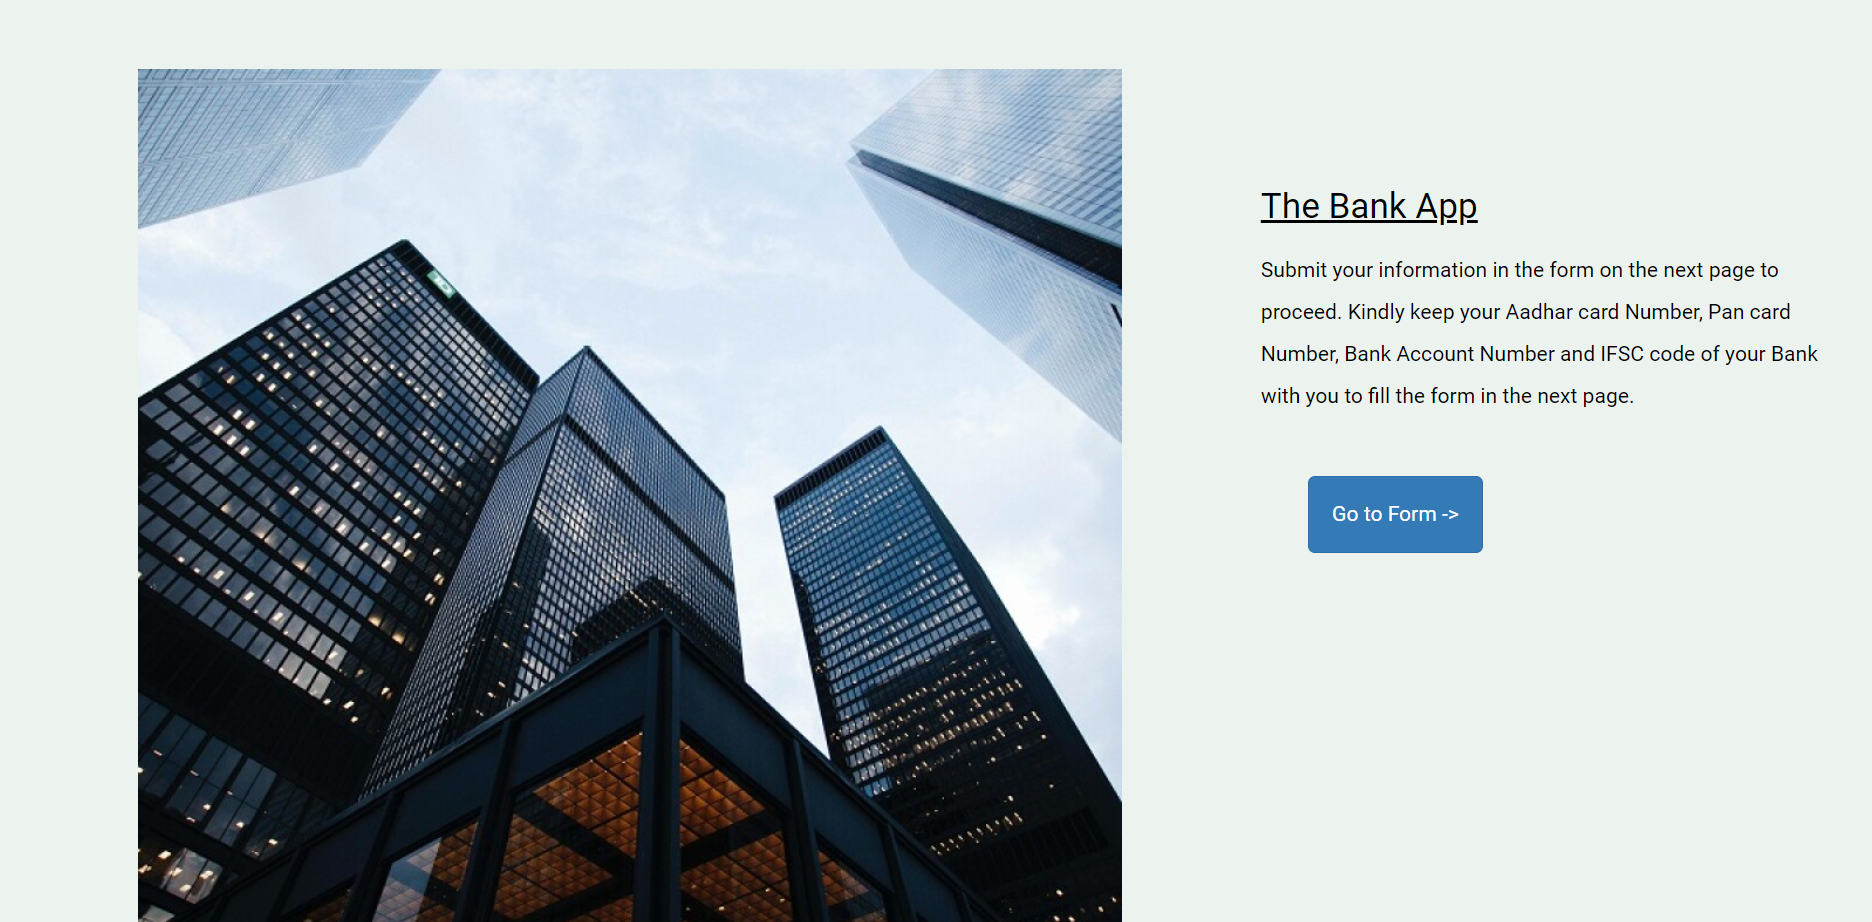 The Bank App
Submit your information in the form on the next page to
proceed. Kindly keep your Aadhar card Number, Pan card
Number, Bank Account Number and IFSC code of your Bank
with you to fill the form in the next page.
Go to Form ->